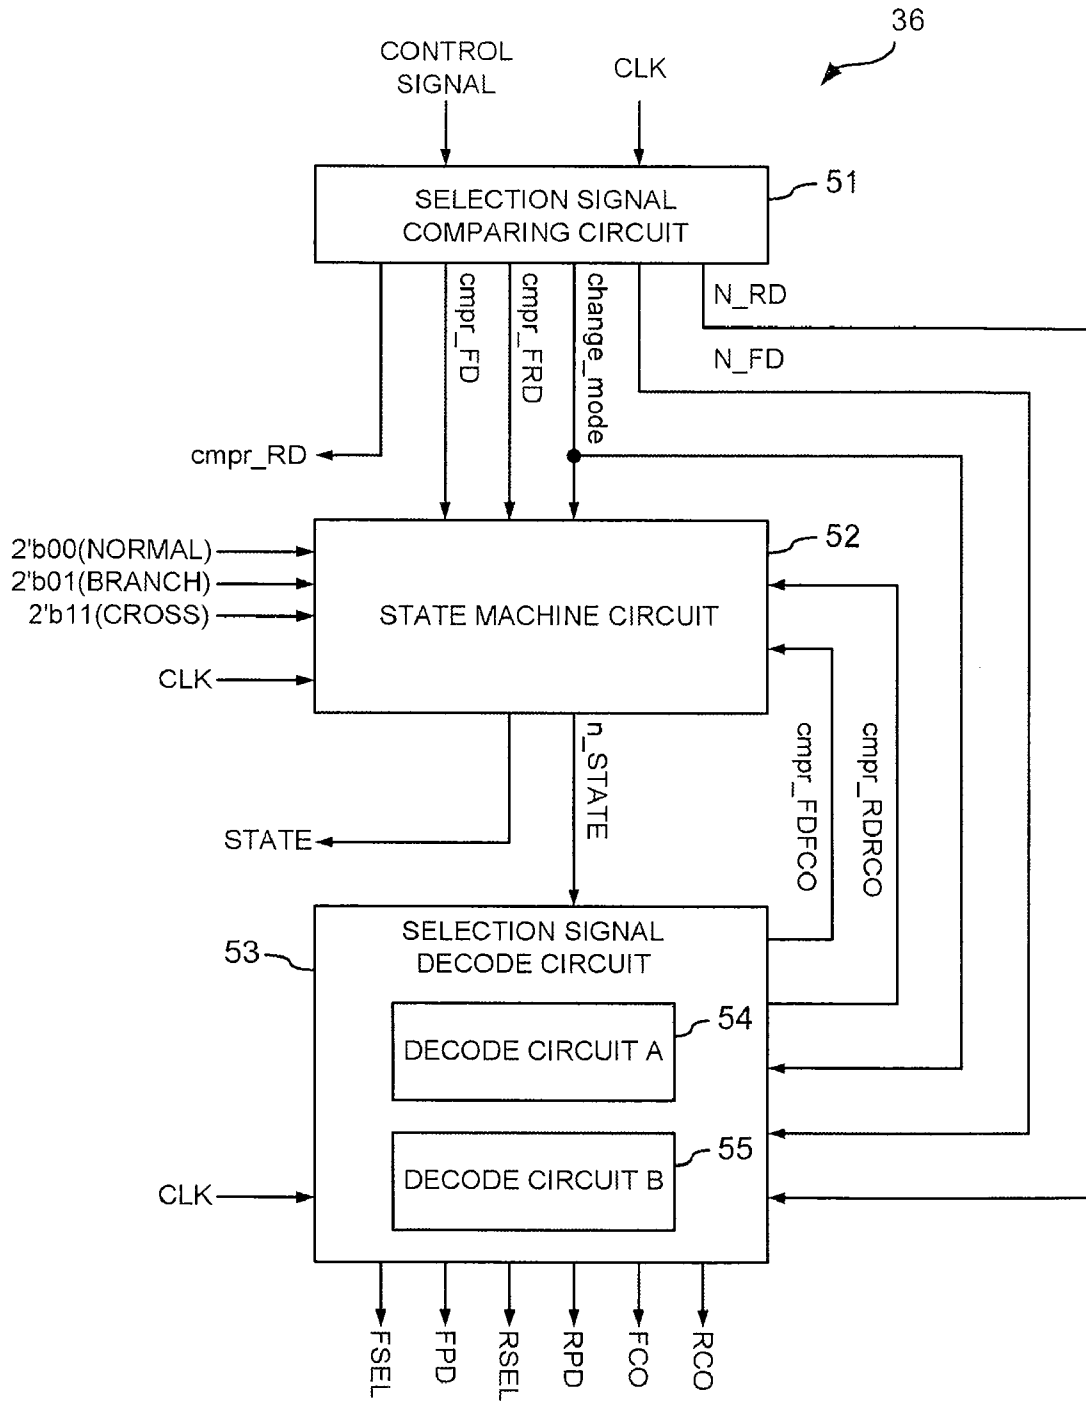 36
CONTROL
SIGNAL
CLK
51
SELECTION SIGNAL
COMPARING CIRCUIT
cmpr_FD
cmpr_FRD
change_mode
N_RD
N_FD
cmpr_RD
52
2'b00(NORMAL)
2'b01(BRANCH)
2'b11(CROSS)
STATE MACHINE CIRCUIT
CLK
n_STATE
cmpr_FDFCO
cmpr_RDRCO
STATE
53
SELECTION SIGNAL
DECODE CIRCUIT
54
DECODE CIRCUIT A
55
DECODE CIRCUIT B
CLK
FSEL
FPD
RSEL
RPD
FCO
RCO